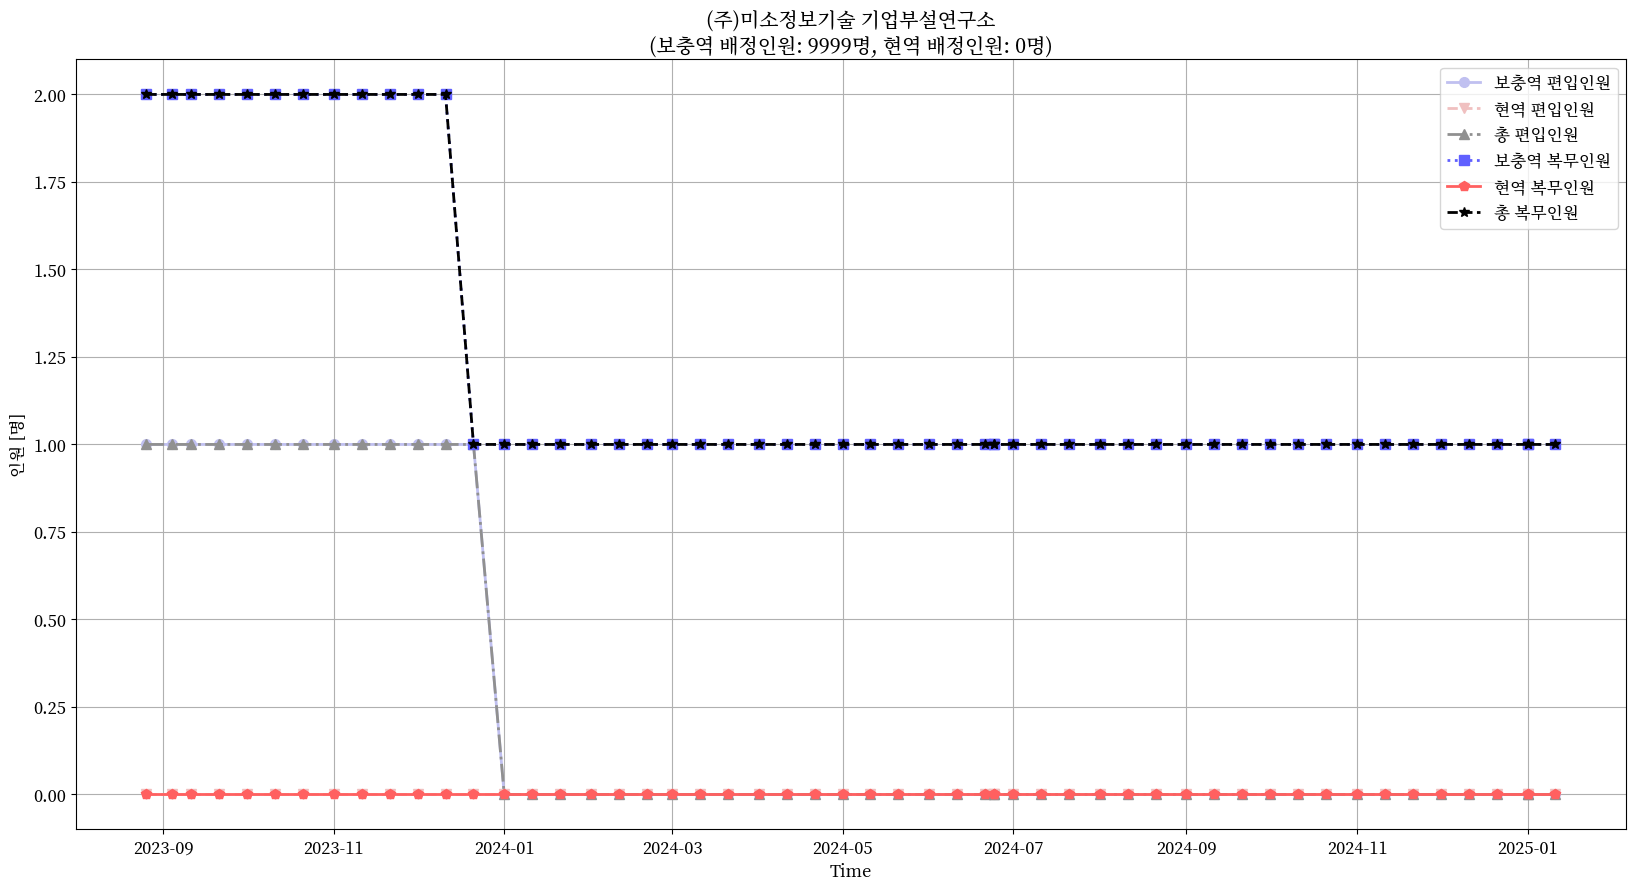 (주)미소정보기술 기업부설연구소
(보충역 배정인원: 9999명, 현역 배정인원: 0명)
보충역 편입인원
현역 편입인원
총 편입인원
보충역 복무인원
현역 복무인원
총 복무인원
인원 [명]
2.00
1.75
1.50
1.25
1.00
0.75
0.50
0.25
0.00
2023-09 2023-11 2024-01 2024-03 2024-05 2024-07 2024-09 2024-11 2025-01
Time